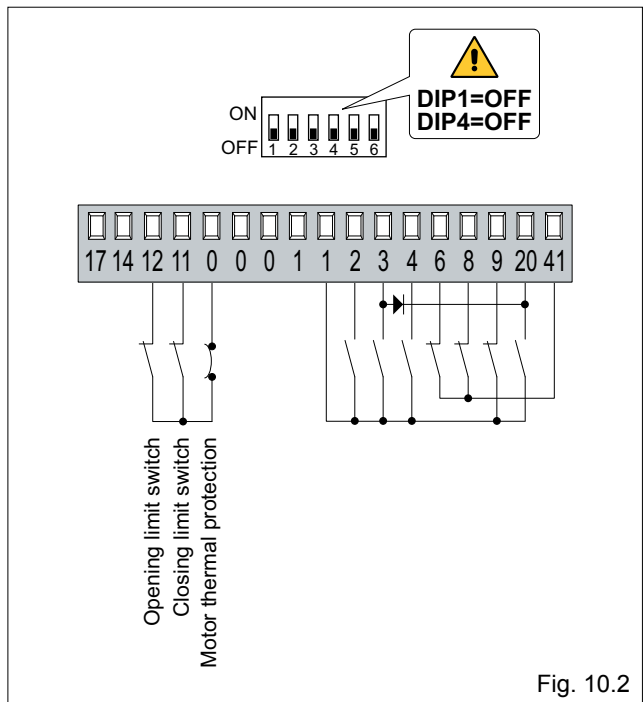 DIP1=OFF
DIP4=OFF
ON
OFF
1 2 3 4 5 6
17 14 12 11 0 0 0 1 1 2 3 4 6 8 9 20 41
Opening limit switch
Closing limit switch
Motor thermal protection
Fig. 10.2